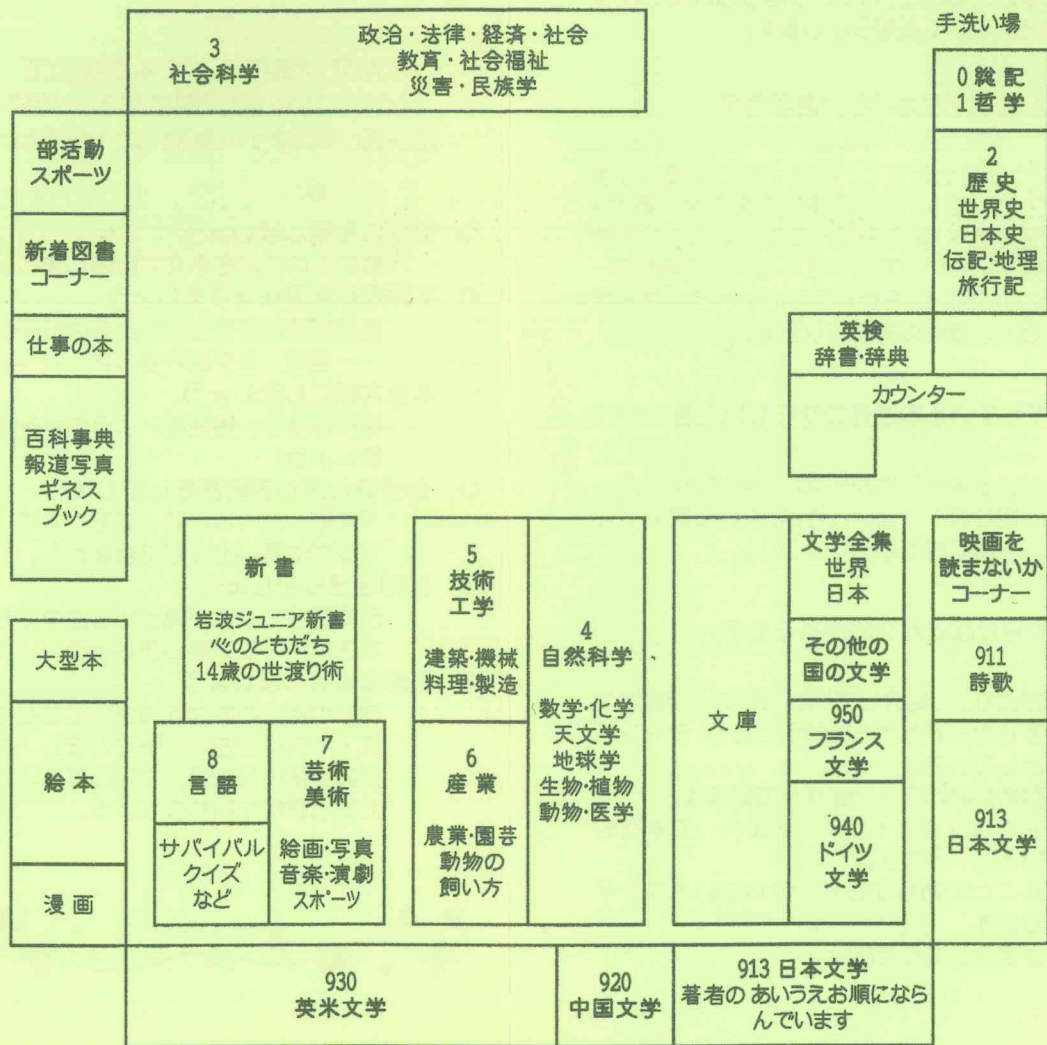 3
社会科学
政治・法律・経済・社会
教育・社会福祉
災害・民族学
手洗い場
0 総 記
1 哲 学
部活動
スポーツ
2
歴 史
世界史
日本史
伝記・地理
旅行記
新着図書
コーナー
仕事の本
英検
辞書・辞典
カウンター
百科事典
報道写真
ギネス
ブック
新 書
岩波ジュニア新書
心のともだち
14歳の世渡り術
5
技術
工学
建築・機械
料理・製造
4
自然科学
数学・化学
天文学
地球学
生物・植物
動物・医学
文 庫
文学全集
世界
日本
その他の
国の文学
950
フランス
文学
940
ドイツ
文学
映画を
読まないか
コーナー
911
詩歌
913
日本文学
大型本
絵 本
漫 画
8
言 語
サバイバル
クイズ
など
7
芸術
美術
絵画・写真
音楽・演劇
スポーツ
6
産 業
農業・園芸
動物の
飼い方
930
英米文学
920
中国文学
913 日本文学
著者の あいうえお順になら
んでいます